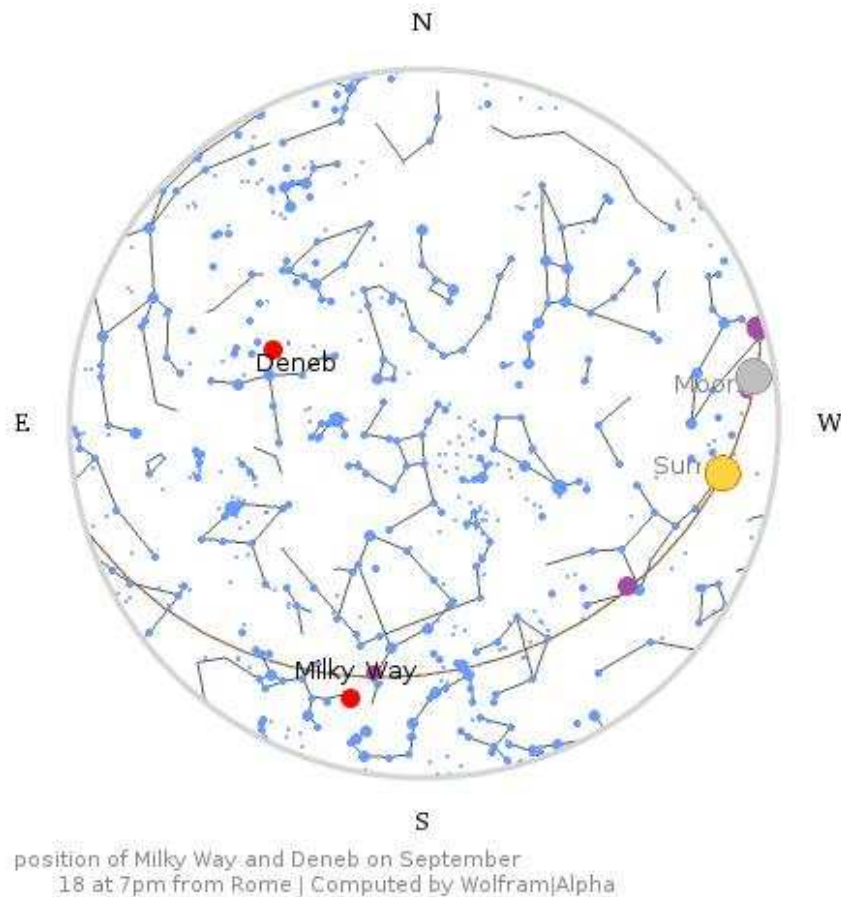 N
Deneb
Moon
E
W
Sun
Milky Way
S
position of Milky Way and Deneb on September
18 at 7pm from Rome | Computed by Wolfram|Alpha